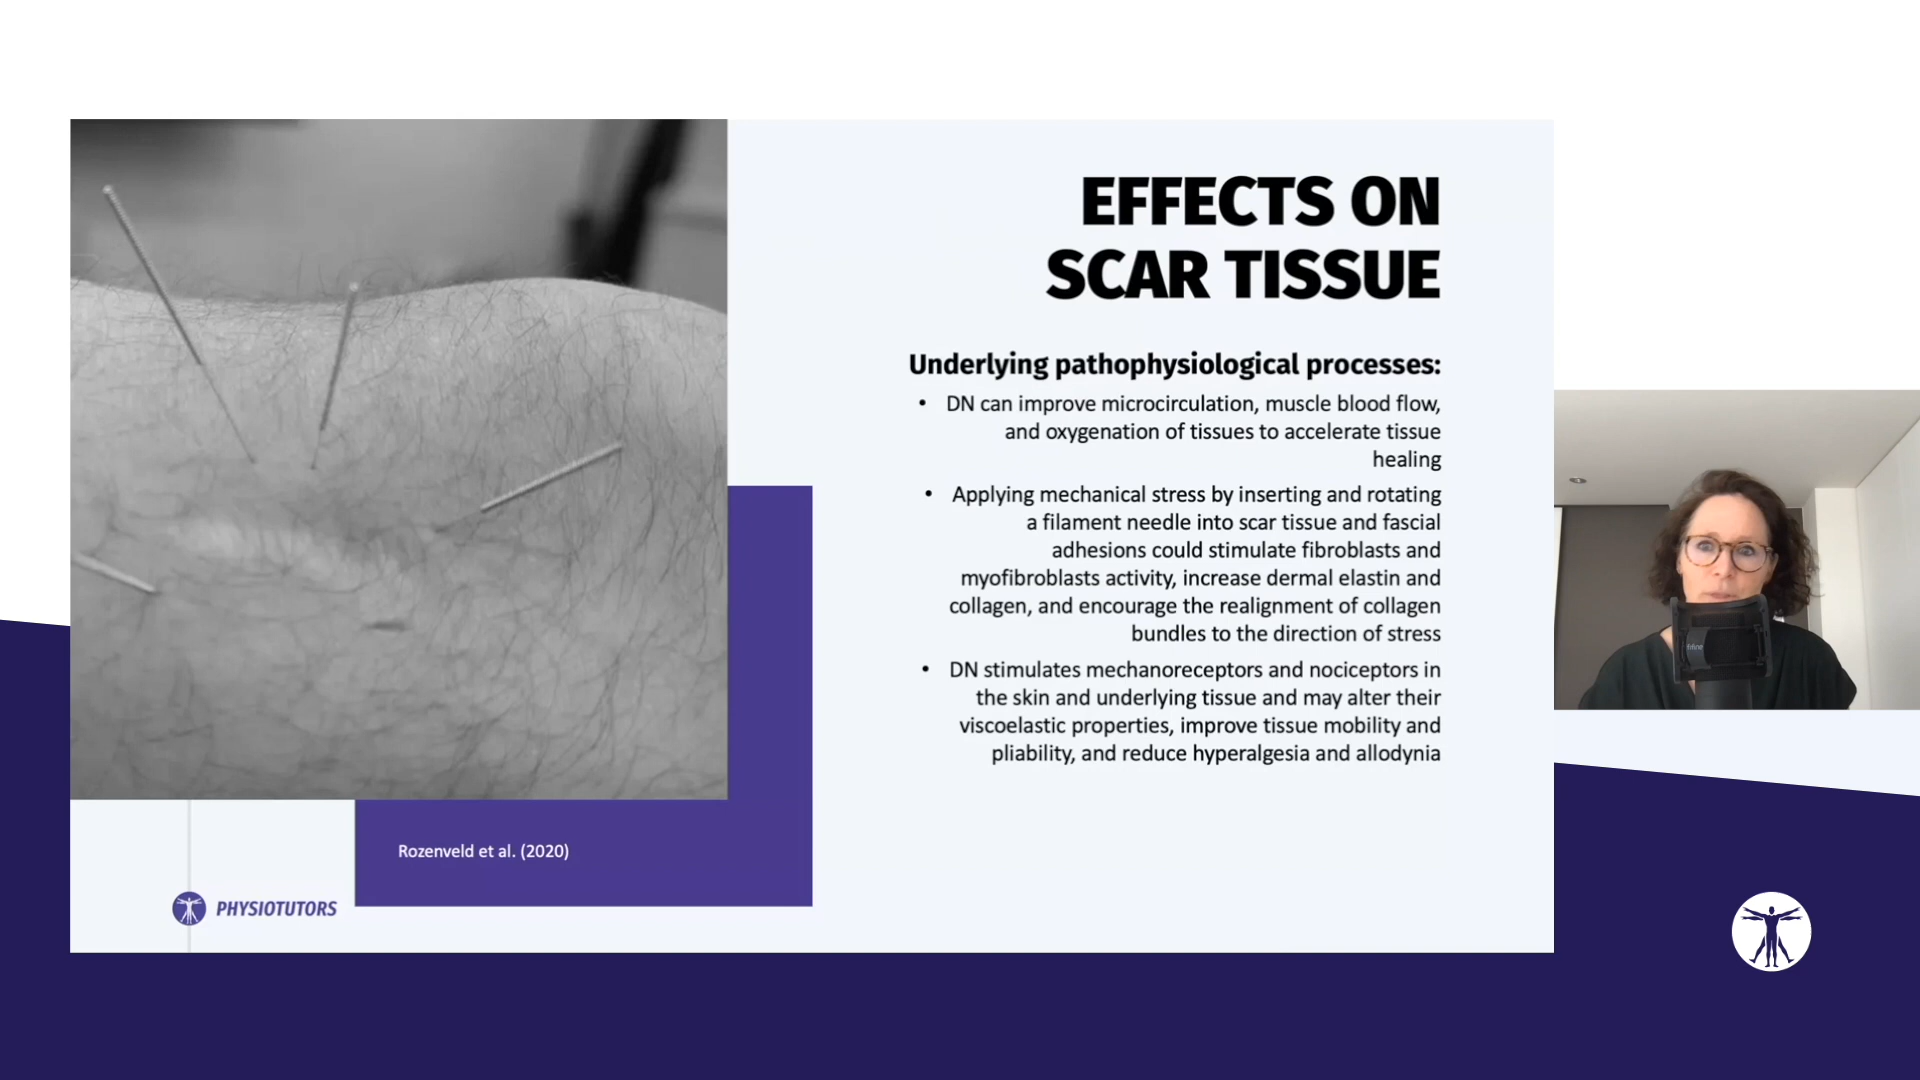 EFFECTS ON
SCAR TISSUE
Underlying pathophysiological processes:
• DN can improve microcirculation, muscle blood flow,
and oxygenation of tissues to accelerate tissue
healing
• Applying mechanical stress by inserting and rotating
a filament needle into scar tissue and fascial
adhesions could stimulate fibroblasts and
myofibroblasts activity, increase dermal elastin and
collagen, and encourage the realignment of collagen
bundles to the direction of stress
• DN stimulates mechanoreceptors and nociceptors in
the skin and underlying tissue and may alter their
viscoelastic properties, improve tissue mobility and
pliability, and reduce hyperalgesia and allodynia
Rozenveld et al. (2020)
PHYSIOTUTORS